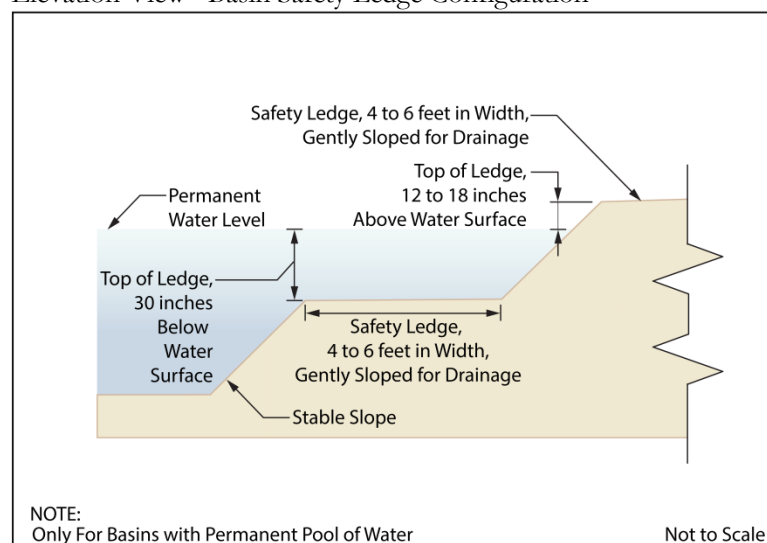 Elevation View - Basin Safety Ledge Configuration
Safety Ledge, 4 to 6 feet in Width,
Gently Sloped for Drainage
Top of Ledge,
12 to 18 inches
Above Water Surface
Permanent
Water Level
Top of Ledge,
30 inches
Below
Water
Surface
Safety Ledge,
4 to 6 feet in Width,
Gently Sloped for Drainage
Stable Slope
NOTE:
Only For Basins with Permanent Pool of Water
Not to Scale